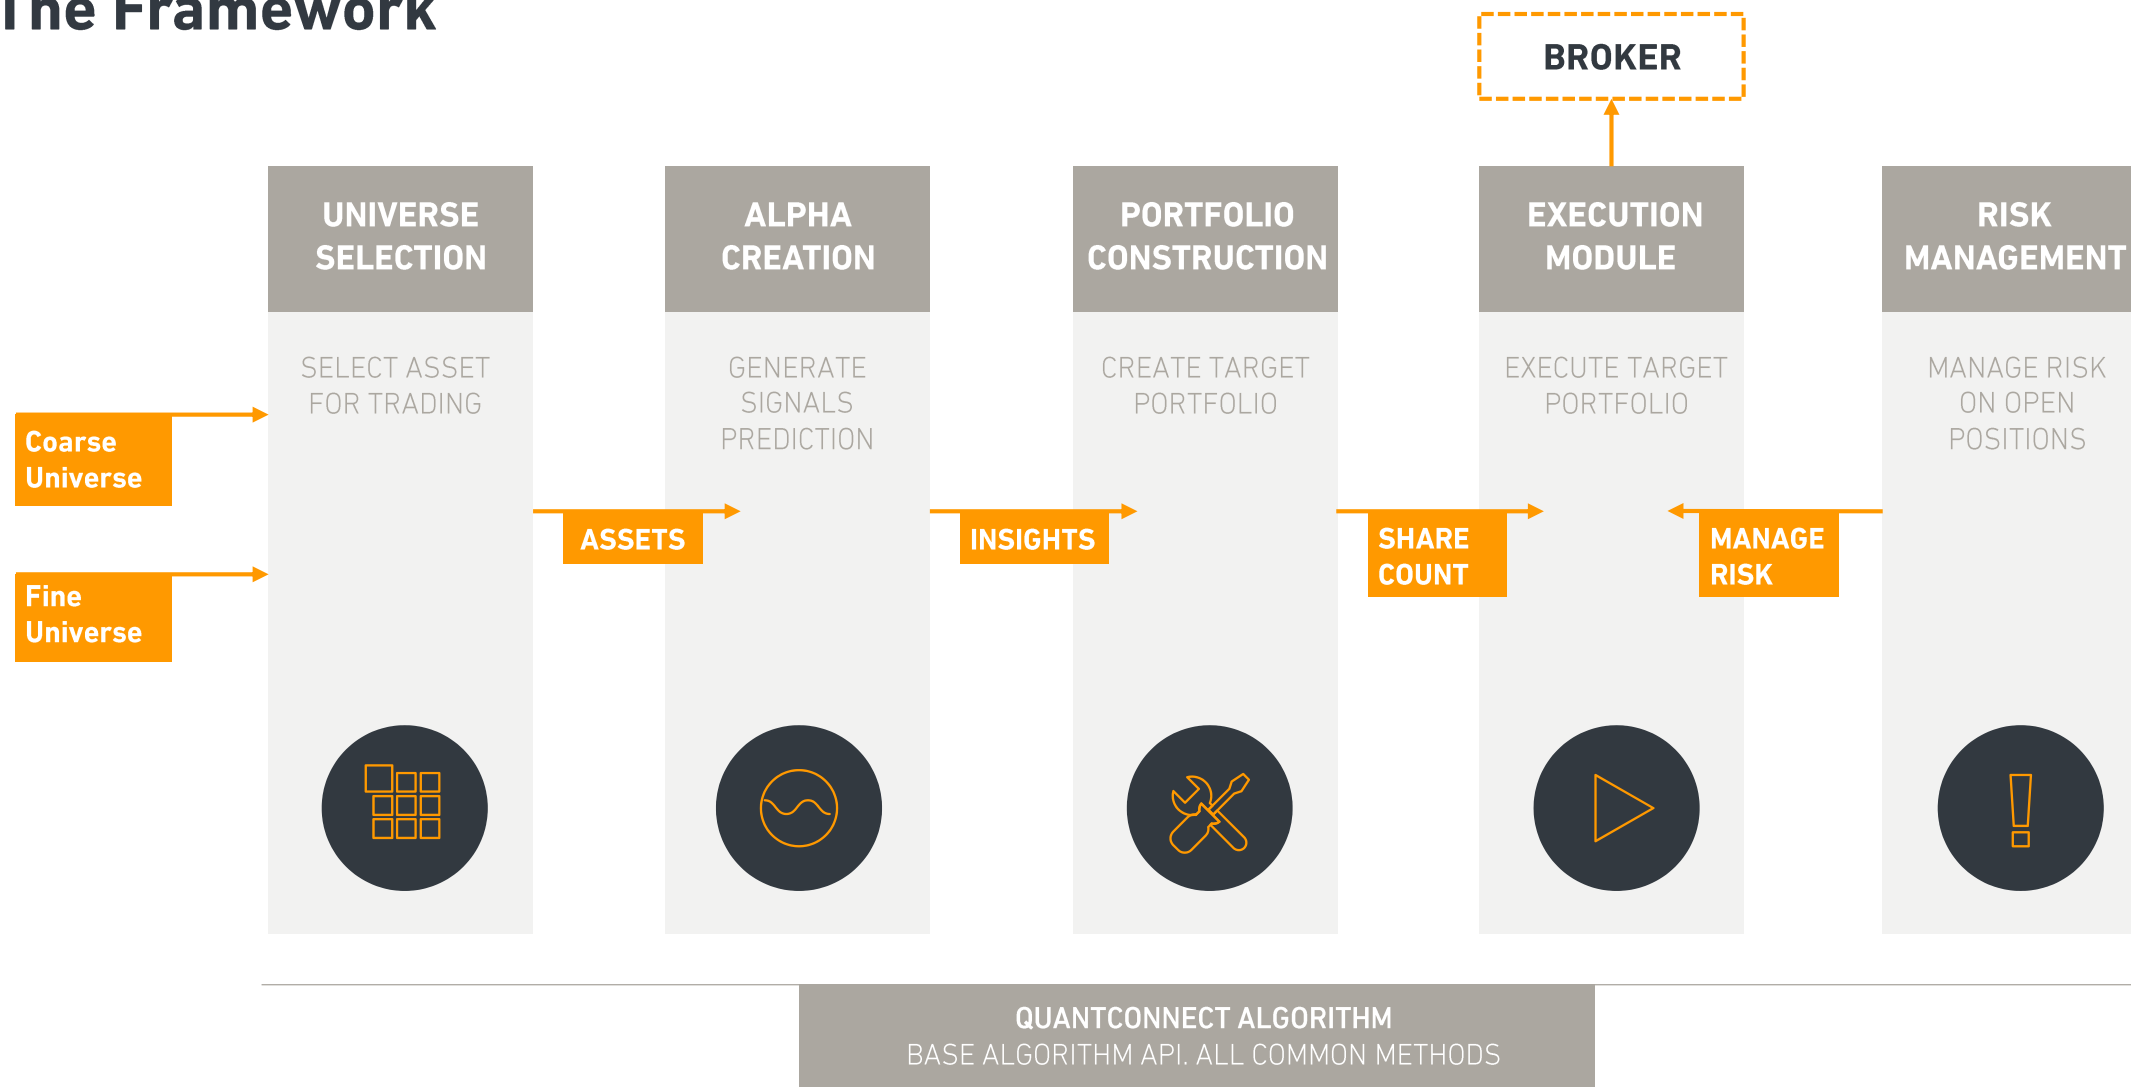 The Framework
BROKER
UNIVERSE
SELECTION
SELECT ASSET
FOR TRADING
ALPHA
CREATION
GENERATE
SIGNALS
PREDICTION
PORTFOLIO
CONSTRUCTION
CREATE TARGET
PORTFOLIO
EXECUTION
MODULE
EXECUTE TARGET
PORTFOLIO
RISK
MANAGEMENT
MANAGE RISK
ON OPEN
POSITIONS
Coarse
Universe
Fine
Universe
ASSETS
INSIGHTS
SHARE
COUNT
MANAGE
RISK
QUANTCONNECT ALGORITHM
BASE ALGORITHM API. ALL COMMON METHODS